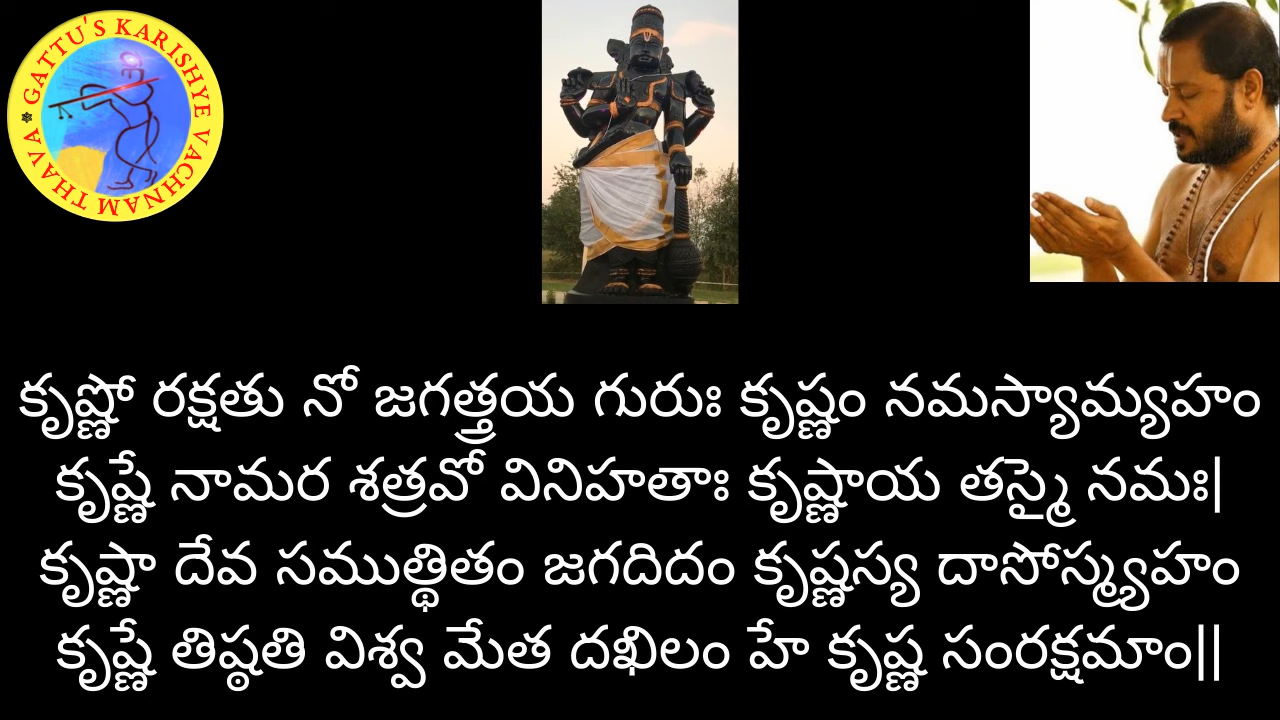 GATTU'S KARISHYE VACHNAM THAVA
కృష్ణో రక్షతు నో జగత్త్రయ గురుః కృష్ణం నమస్యామ్యహం
కృష్ణే నామర శత్రవో వినిహతాః కృష్ణాయ తస్మై నమః|
కృష్ణా దేవ సముత్థితం జగదిదం కృష్ణస్య దాసోస్మ్యహం
కృష్ణే తిష్ఠతి విశ్వ మేత దఖిలం హే కృష్ణ సంరక్షమాం||